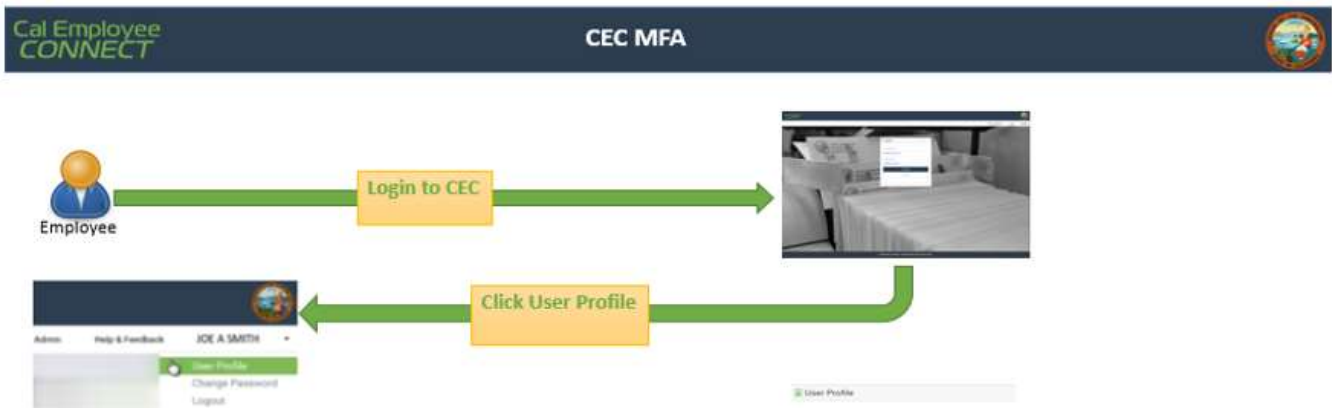 Cal Employee
CONNECT
CEC MFA
Employee
Login to CEC
Click User Profile
Admin Help & Feedback JOE A SMITH
User Profile
Change Password
Logout
User Profile